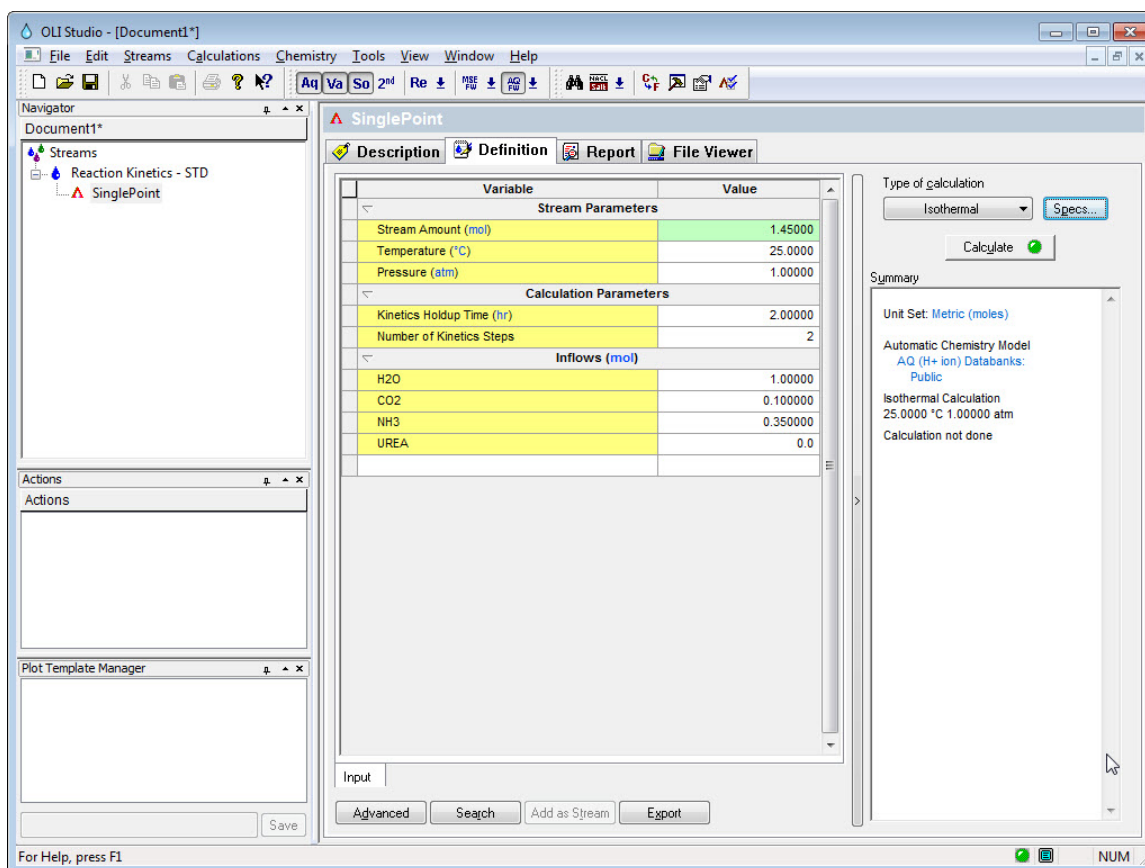 OLI Studio - [Document1*]
File Edit Streams Calculations Chemistry Tools View Window Help
Aq Va So 2nd Re MSE FW AQ FW NACL C F
Navigator
Document1*
Streams
Reaction Kinetics - STD
SinglePoint
Actions
Actions
Plot Template Manager
Save
SinglePoint
Description Definition Report File Viewer
Variable Value
Stream Parameters
Stream Amount (mol) 1.45000
Temperature (°C) 25.0000
Pressure (atm) 1.00000
Calculation Parameters
Kinetics Holdup Time (hr) 2.00000
Number of Kinetics Steps 2
Inflows (mol)
H2O 1.00000
CO2 0.100000
NH3 0.350000
UREA 0.0
Input
Advanced Search Add as Stream Export
Type of calculation
Isothermal Specs...
Calculate
Summary
Unit Set: Metric (moles)
Automatic Chemistry Model
AQ (H+ ion) Databanks:
Public
Isothermal Calculation
25.0000 °C 1.00000 atm
Calculation not done
For Help, press F1 NUM